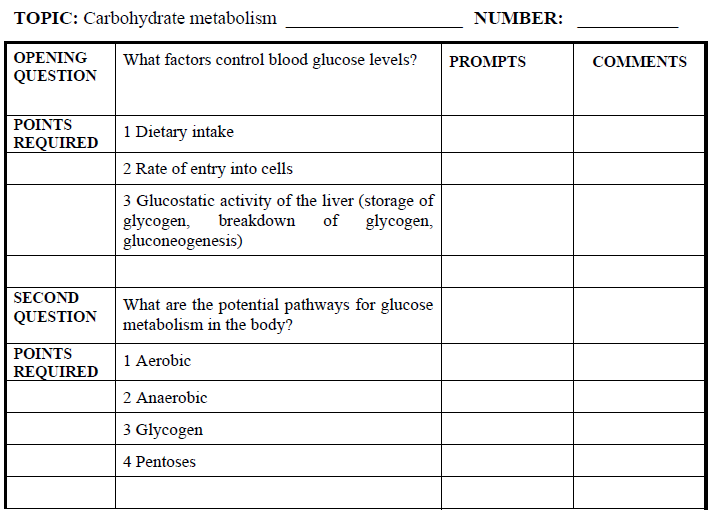 TOPIC: Carbohydrate metabolism ____________________ NUMBER: ___________
OPENING QUESTION
What factors control blood glucose levels?
PROMPTS
COMMENTS
POINTS REQUIRED
1 Dietary intake
2 Rate of entry into cells
3 Glucostatic activity of the liver (storage of
glycogen, breakdown of glycogen,
gluconeogenesis)
SECOND QUESTION
What are the potential pathways for glucose
metabolism in the body?
POINTS REQUIRED
1 Aerobic
2 Anaerobic
3 Glycogen
4 Pentoses